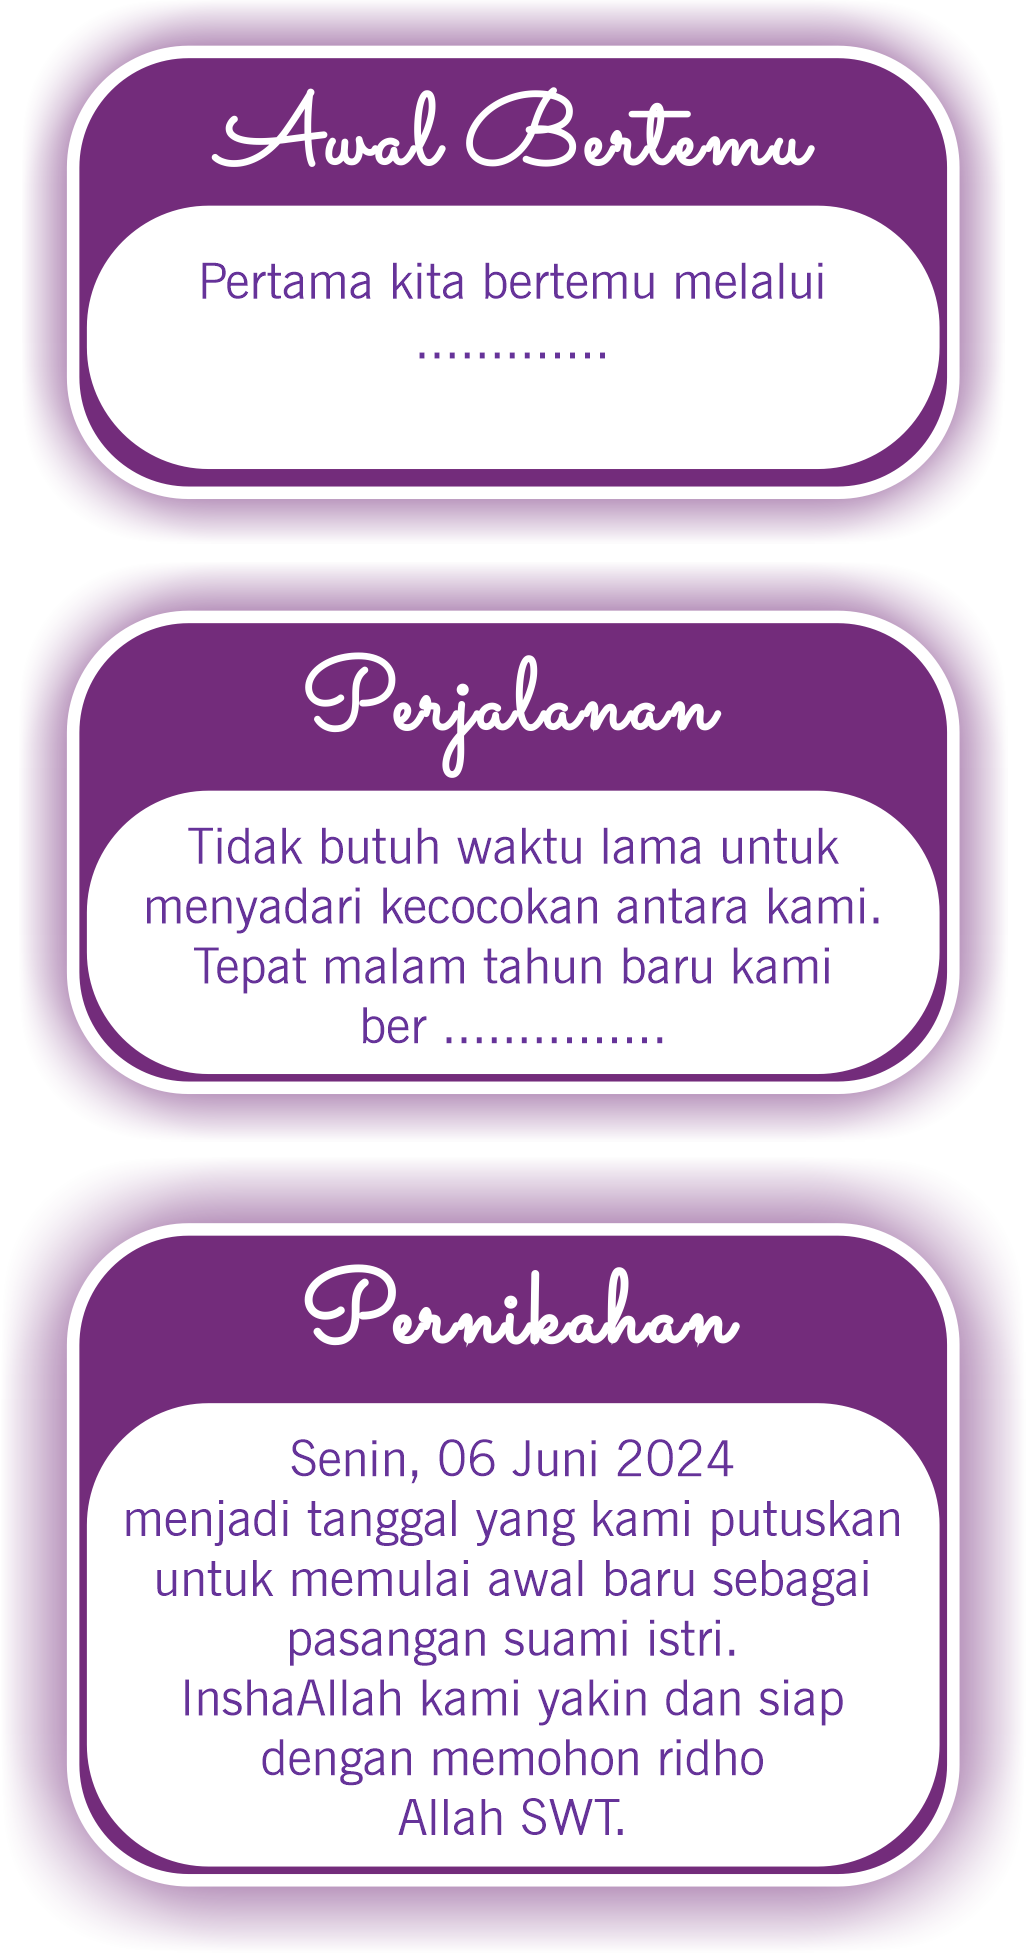 Awal Bertemu
Pertama kita bertemu melalui
.............
Perjalanan
Tidak butuh waktu lama untuk
menyadari kecocokan antara kami.
Tepat malam tahun baru kami
ber ...............
Pernikahan
Senin, 06 Juni 2024
menjadi tanggal yang kami putuskan
untuk memulai awal baru sebagai
pasangan suami istri.
InshaAllah kami yakin dan siap
dengan memohon ridho
Allah SWT.